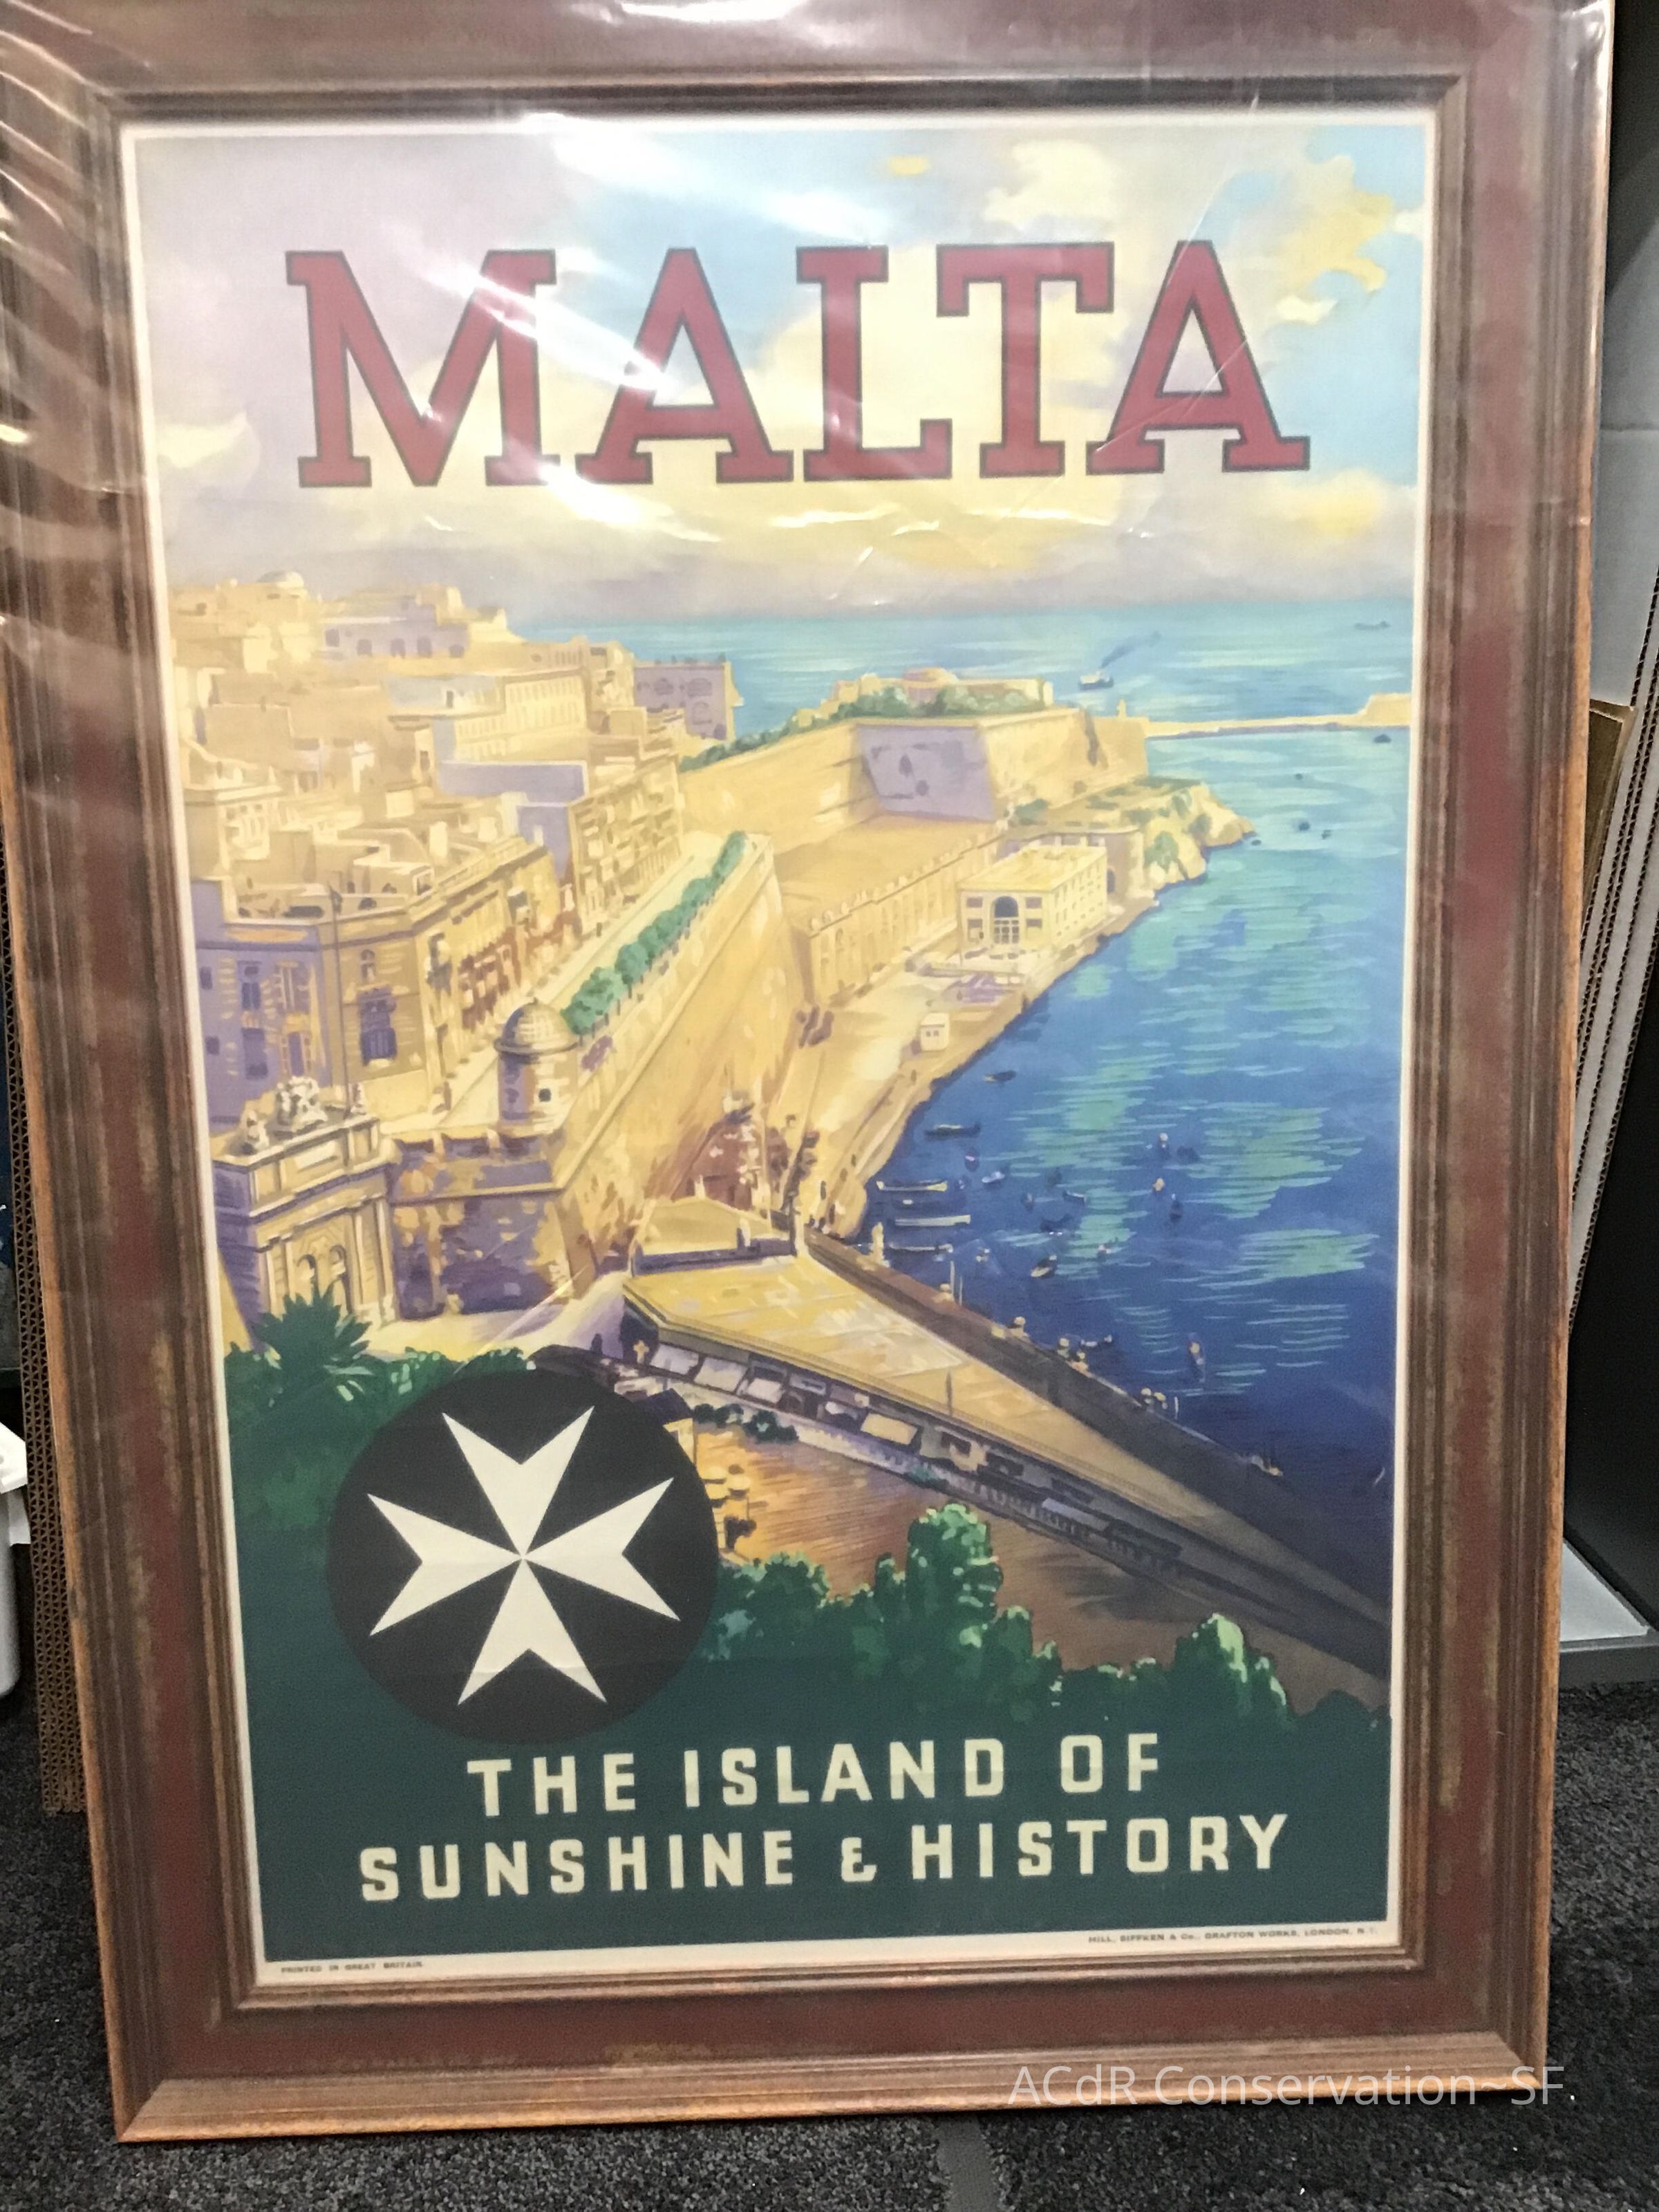 MALTA
THE ISLAND OF
SUNSHINE & HISTORY
PRINTED IN GREAT BRITAIN
HILL, SIFFKEN & Co., GRAFTON WORKS, LONDON, N.7.
ACdR Conservation~SF